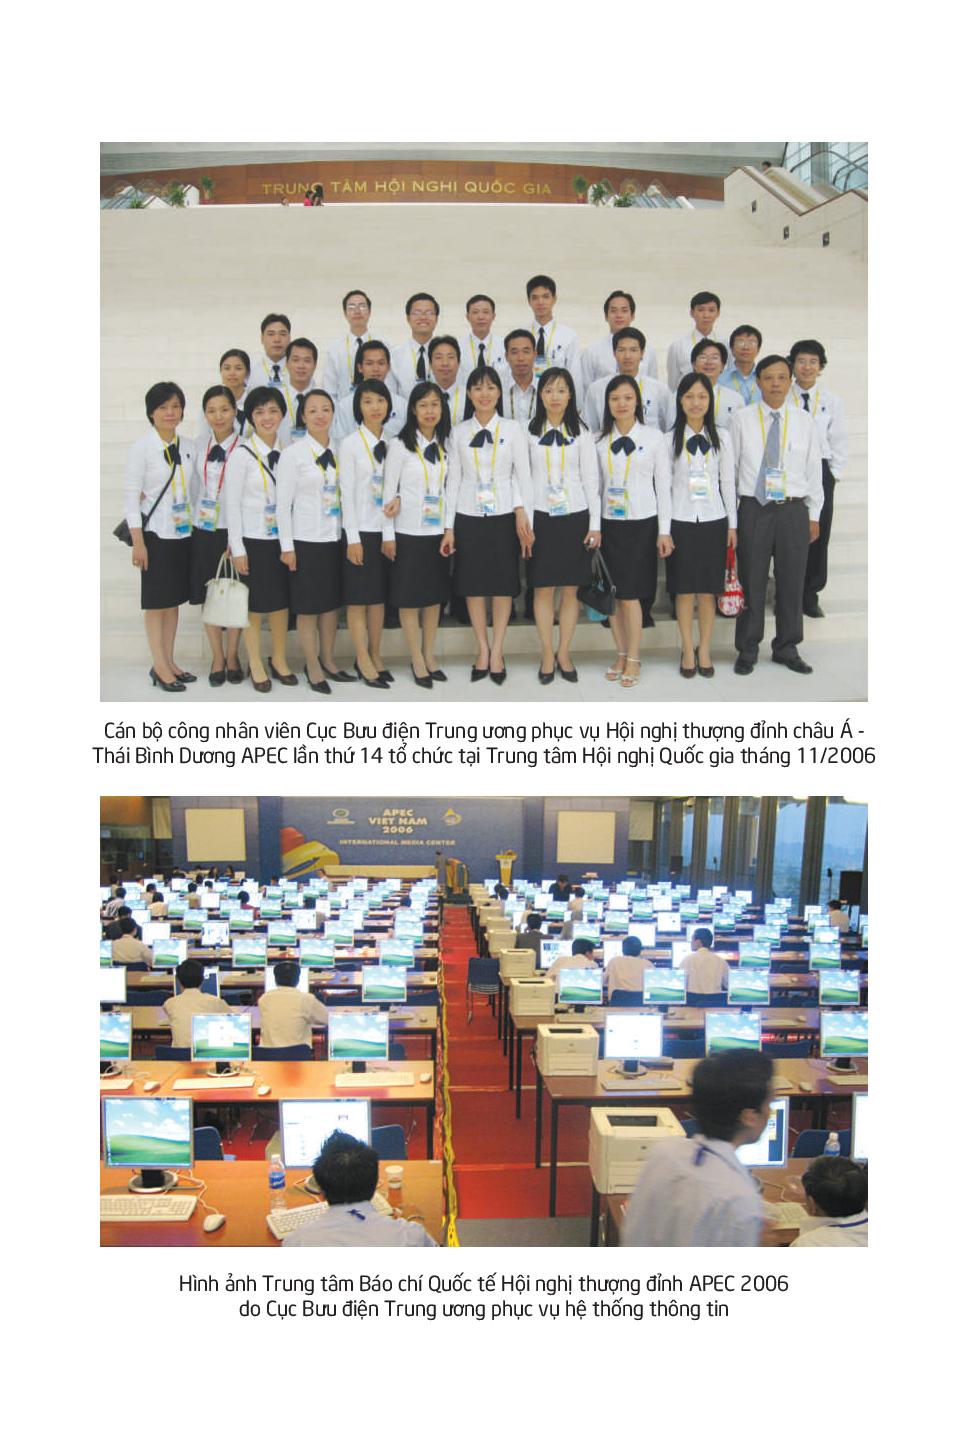 TRUNG TÂM HỘI NGHỊ QUỐC GIA
Cán bộ công nhân viên Cục Bưu điện Trung ương phục vụ Hội nghị thượng đỉnh châu Á -
Thái Bình Dương APEC lần thứ 14 tổ chức tại Trung tâm Hội nghị Quốc gia tháng 11/2006
APEC
VIET NAM
2006
INTERNATIONAL MEDIA CENTER
Hình ảnh Trung tâm Báo chí Quốc tế Hội nghị thượng đỉnh APEC 2006
do Cục Bưu điện Trung ương phục vụ hệ thống thông tin